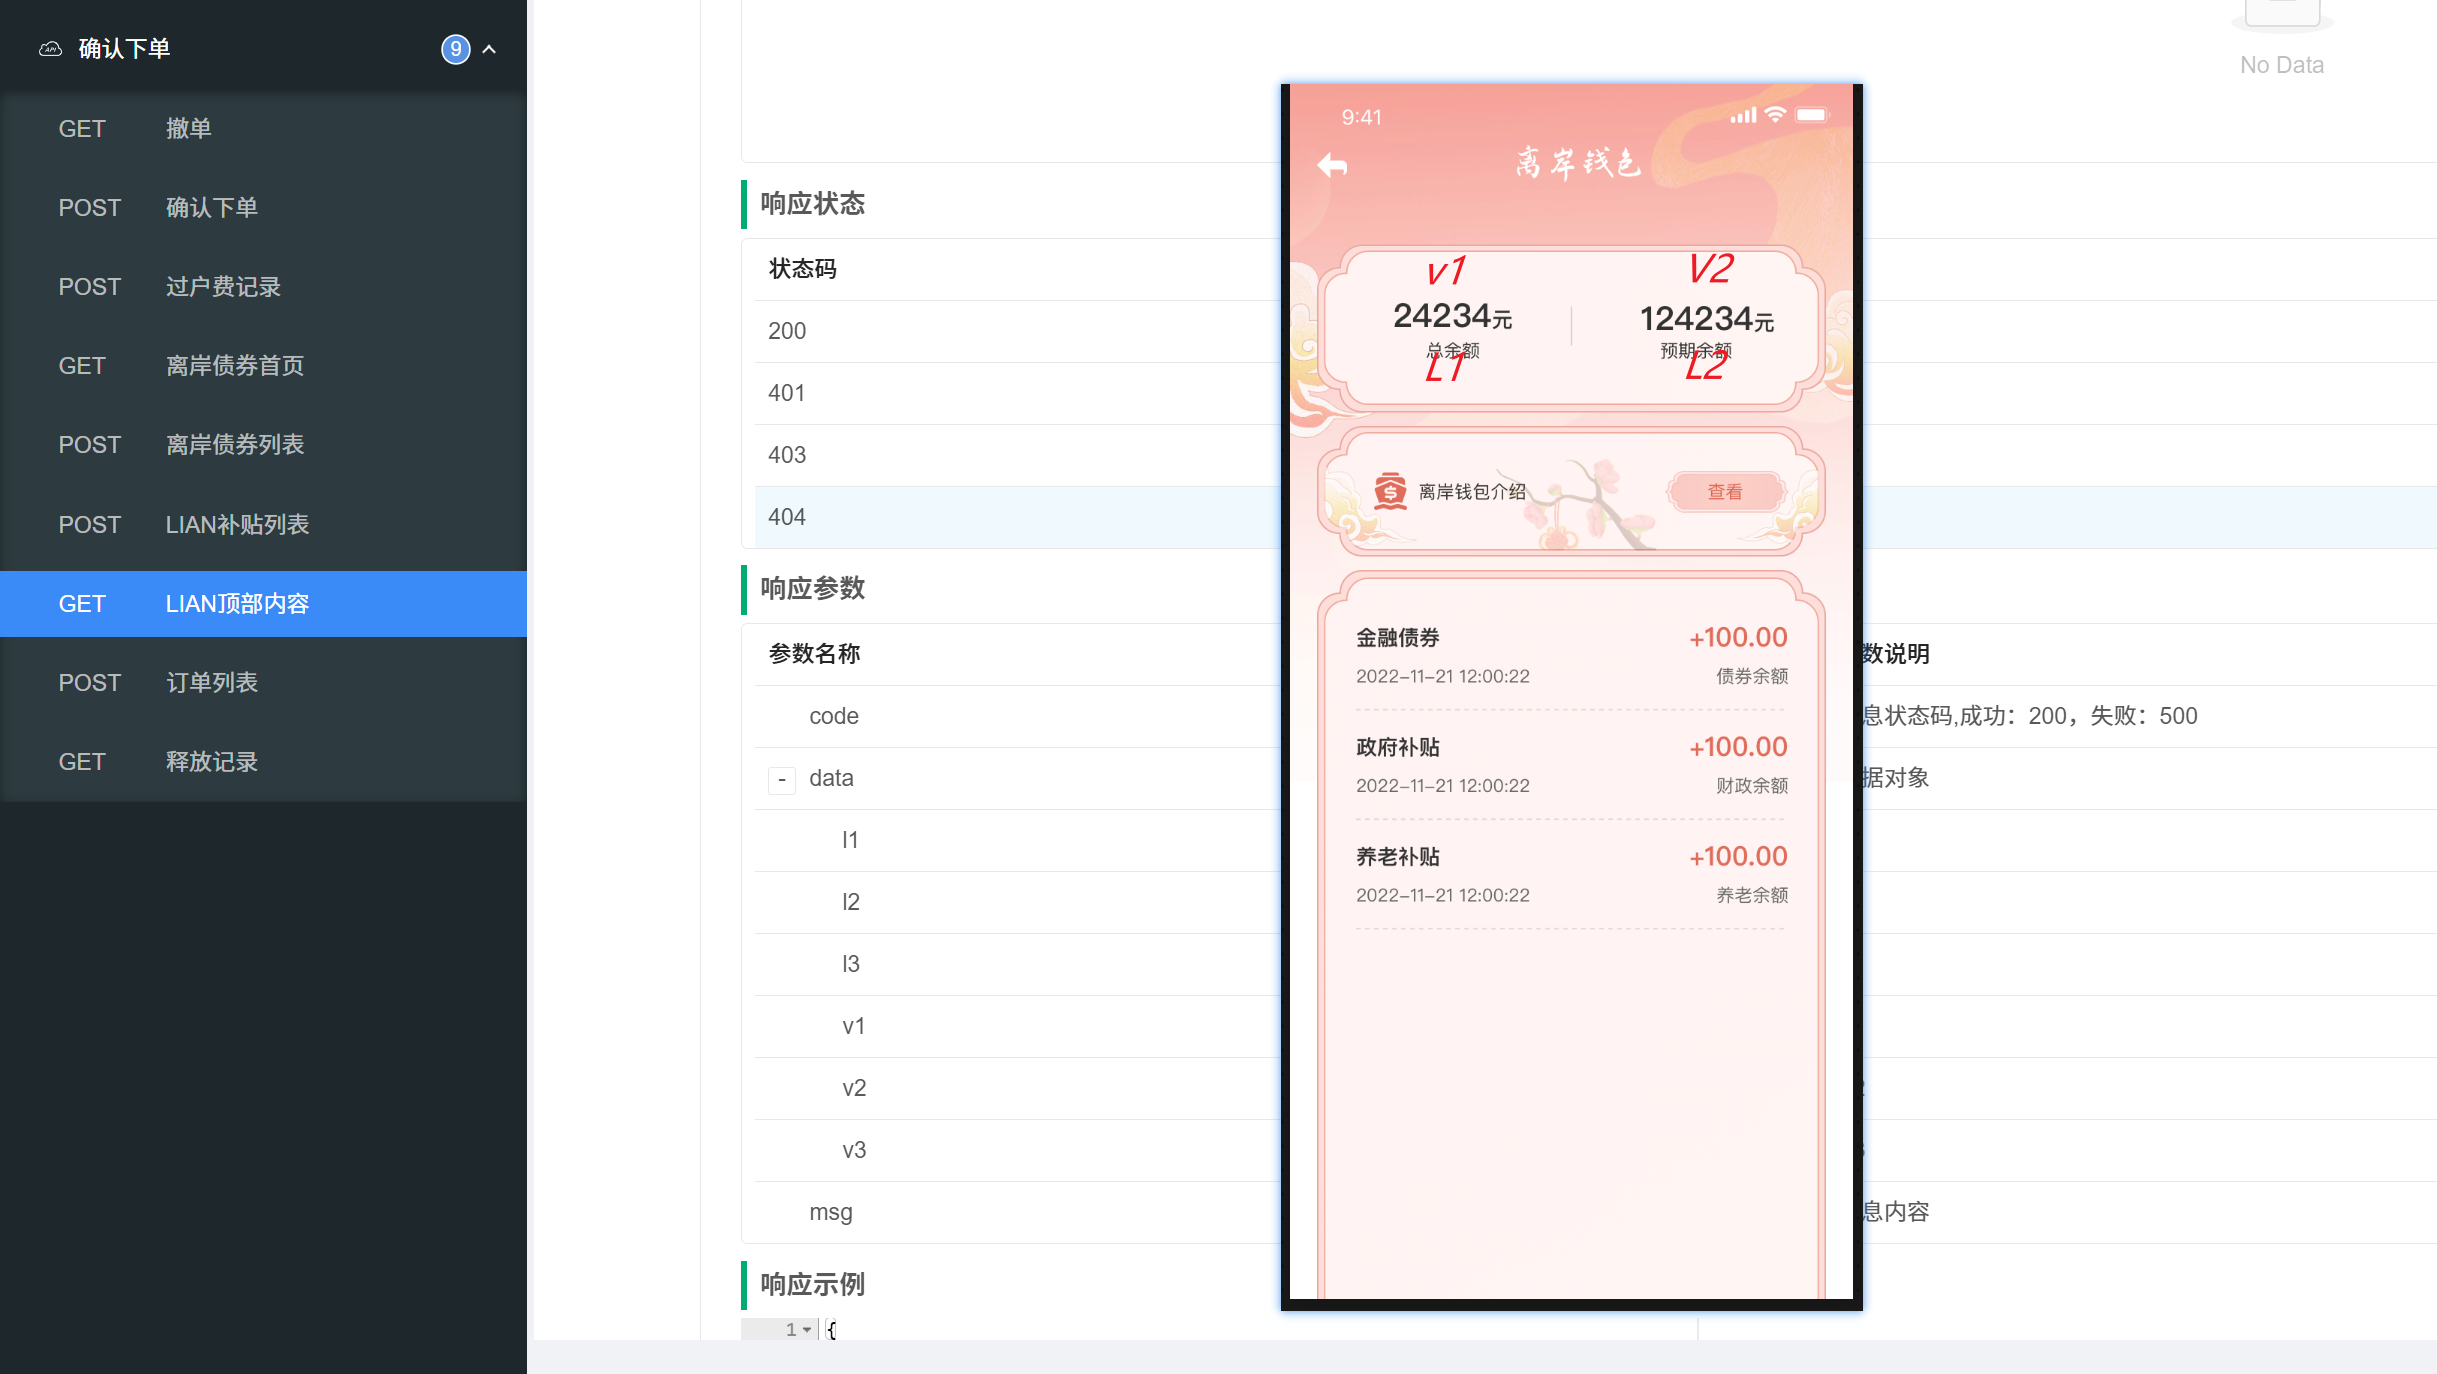 确认下单
9
GET 撤单
POST 确认下单
POST 过户费记录
GET 离岸债券首页
POST 离岸债券列表
POST LIAN补贴列表
GET LIAN顶部内容
POST 订单列表
GET 释放记录
No Data
响应状态
状态码
200
401
403
404
响应参数
参数名称
数说明
code
息状态码,成功：200，失败：500
- data
据对象
l1
l2
l3
v1
v2
v3
msg
息内容
响应示例
1
{
9:41
离岸钱包
v1 V2
24234元 124234元
总余额 预期余额
L1 L2
离岸钱包介绍 查看
金融债券 +100.00
2022-11-21 12:00:22 债券余额
政府补贴 +100.00
2022-11-21 12:00:22 财政余额
养老补贴 +100.00
2022-11-21 12:00:22 养老余额